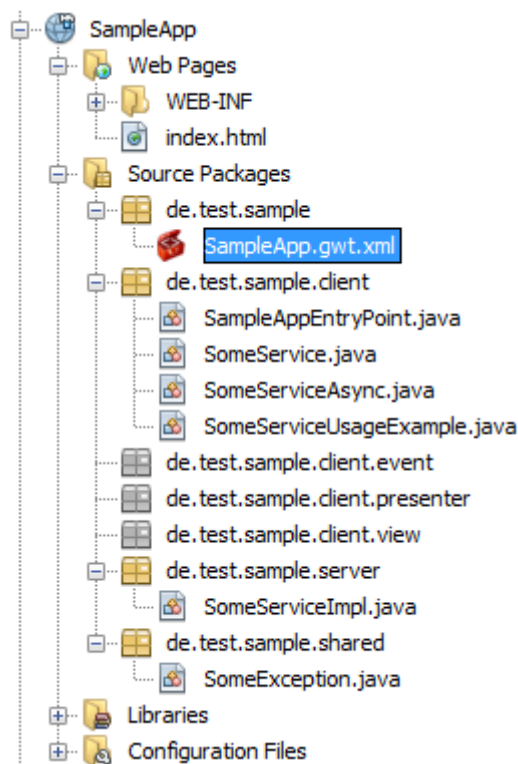 SampleApp
Web Pages
WEB-INF
index.html
Source Packages
de.test.sample
SampleApp.gwt.xml
de.test.sample.client
SampleAppEntryPoint.java
SomeService.java
SomeServiceAsync.java
SomeServiceUsageExample.java
de.test.sample.client.event
de.test.sample.client.presenter
de.test.sample.client.view
de.test.sample.server
SomeServiceImpl.java
de.test.sample.shared
SomeException.java
Libraries
Configuration Files